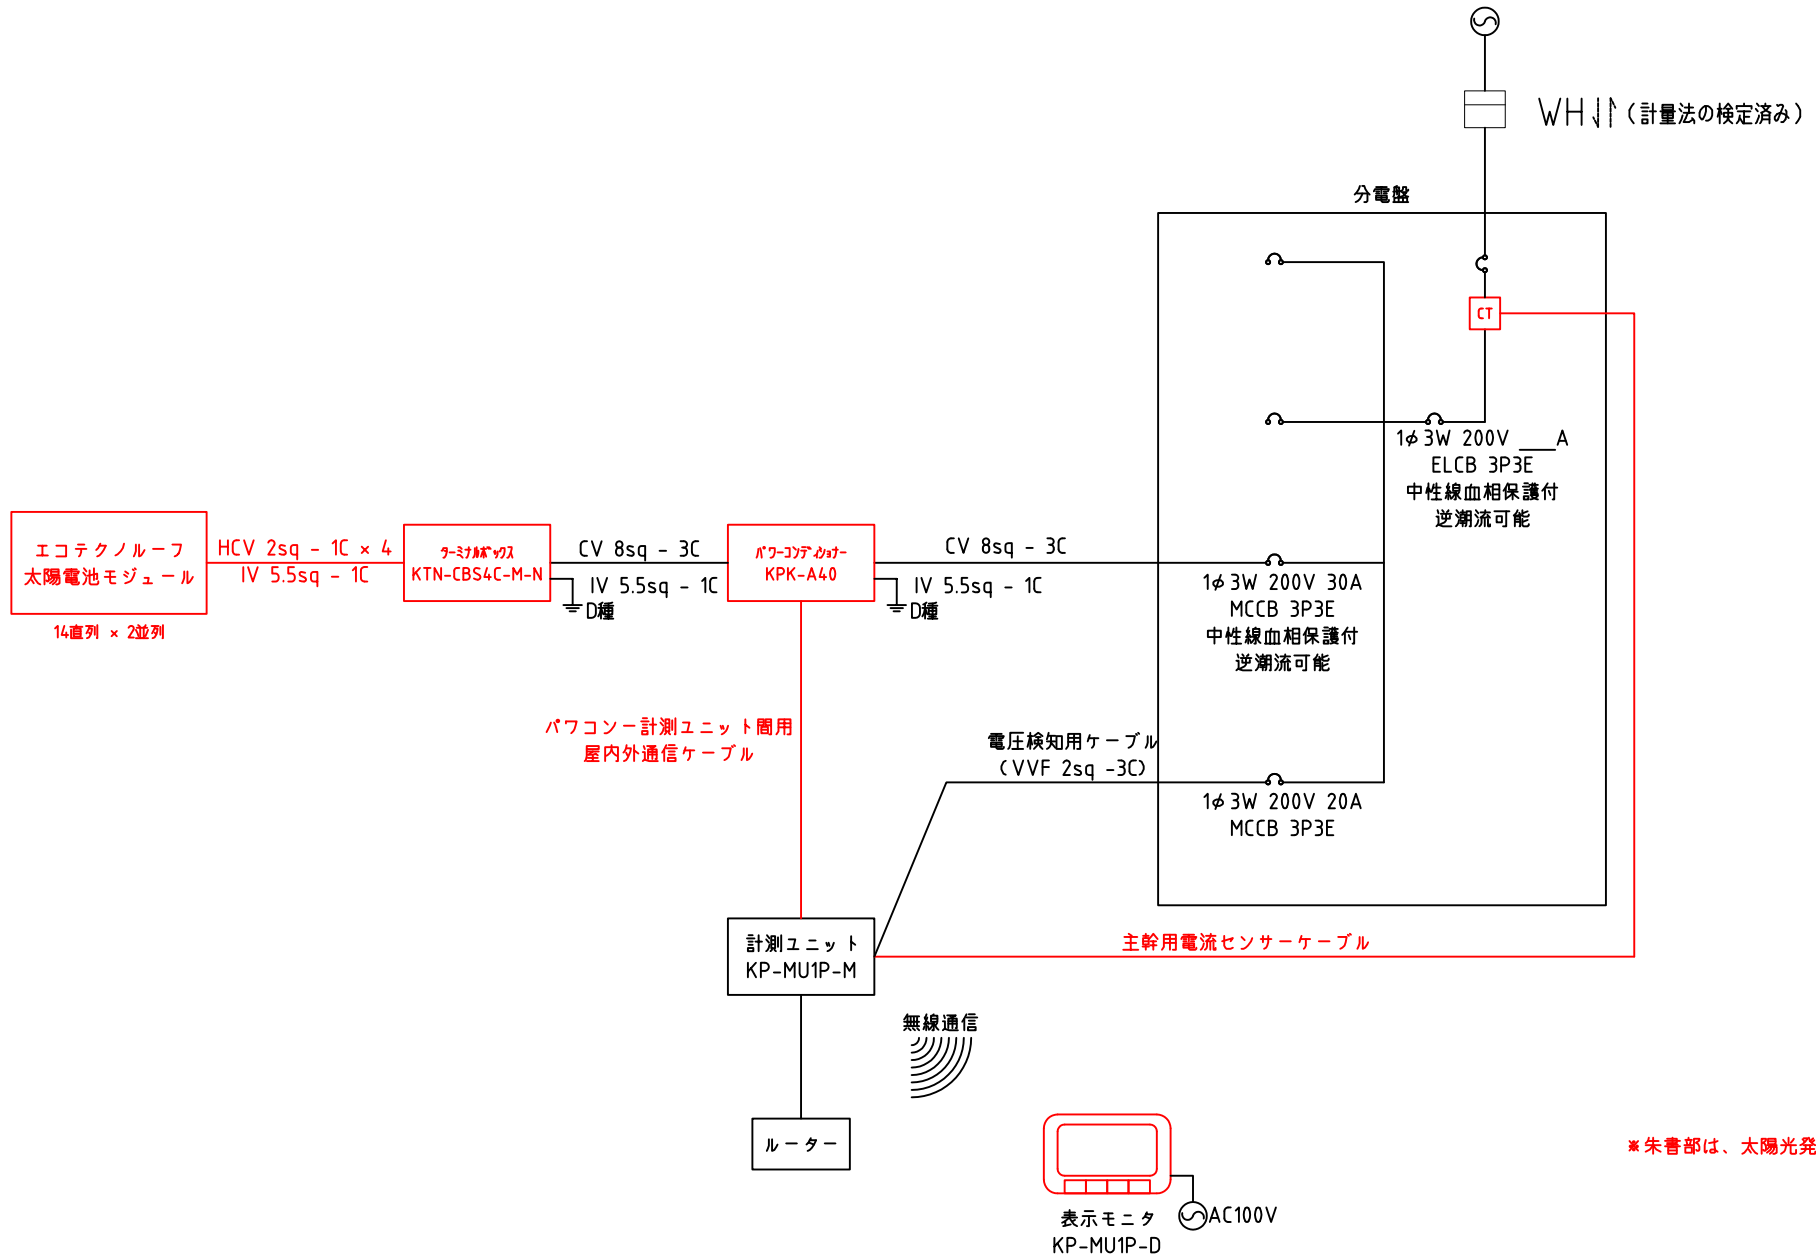 WH⇃↾(計量法の検定済み)
分電盤
CT
1φ3W 200V ___A
ELCB 3P3E
中性線血相保護付
逆潮流可能
エコテクノルーフ
太陽電池モジュール
14直列 × 2並列
HCV 2sq - 1C × 4
IV 5.5sq - 1C
ターミナルボックス
KTN-CBS4C-M-N
CV 8sq - 3C
IV 5.5sq - 1C
D種
パワーコンディショナー
KPK-A40
CV 8sq - 3C
IV 5.5sq - 1C
D種
1φ3W 200V 30A
MCCB 3P3E
中性線血相保護付
逆潮流可能
パワコンー計測ユニット間用
屋内外通信ケーブル
電圧検知用ケーブル
(VVF 2sq -3C)
1φ3W 200V 20A
MCCB 3P3E
計測ユニット
KP-MU1P-M
主幹用電流センサーケーブル
無線通信
ルーター
表示モニタ
KP-MU1P-D
AC100V
※朱書部は、太陽光発